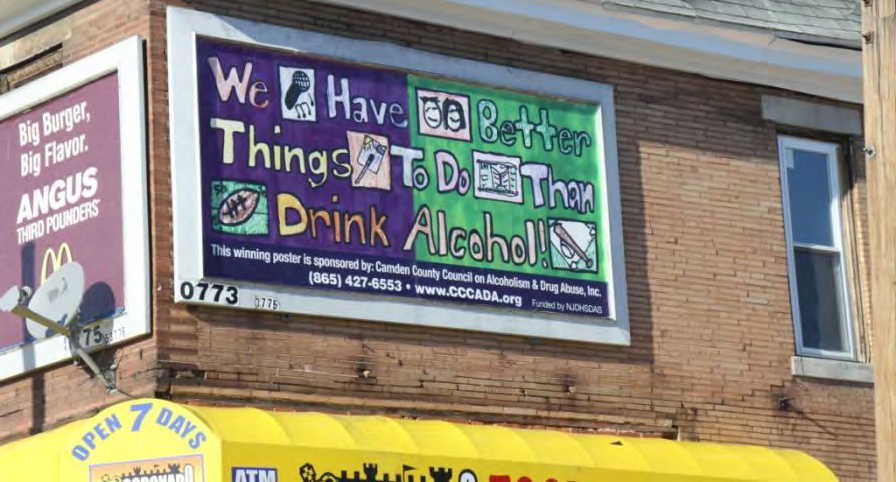 Big Burger,
Big Flavor.
ANGUS
THIRD POUNDERS'
We Have Better
Things To Do Than
Drink Alcohol!
This winning poster is sponsored by: Camden County Council on Alcoholism & Drug Abuse, Inc.
(865) 427-6553 • www.CCCADA.org
Funded by NJDHSDAS
0773
0776
OPEN 7 DAYS
ATM